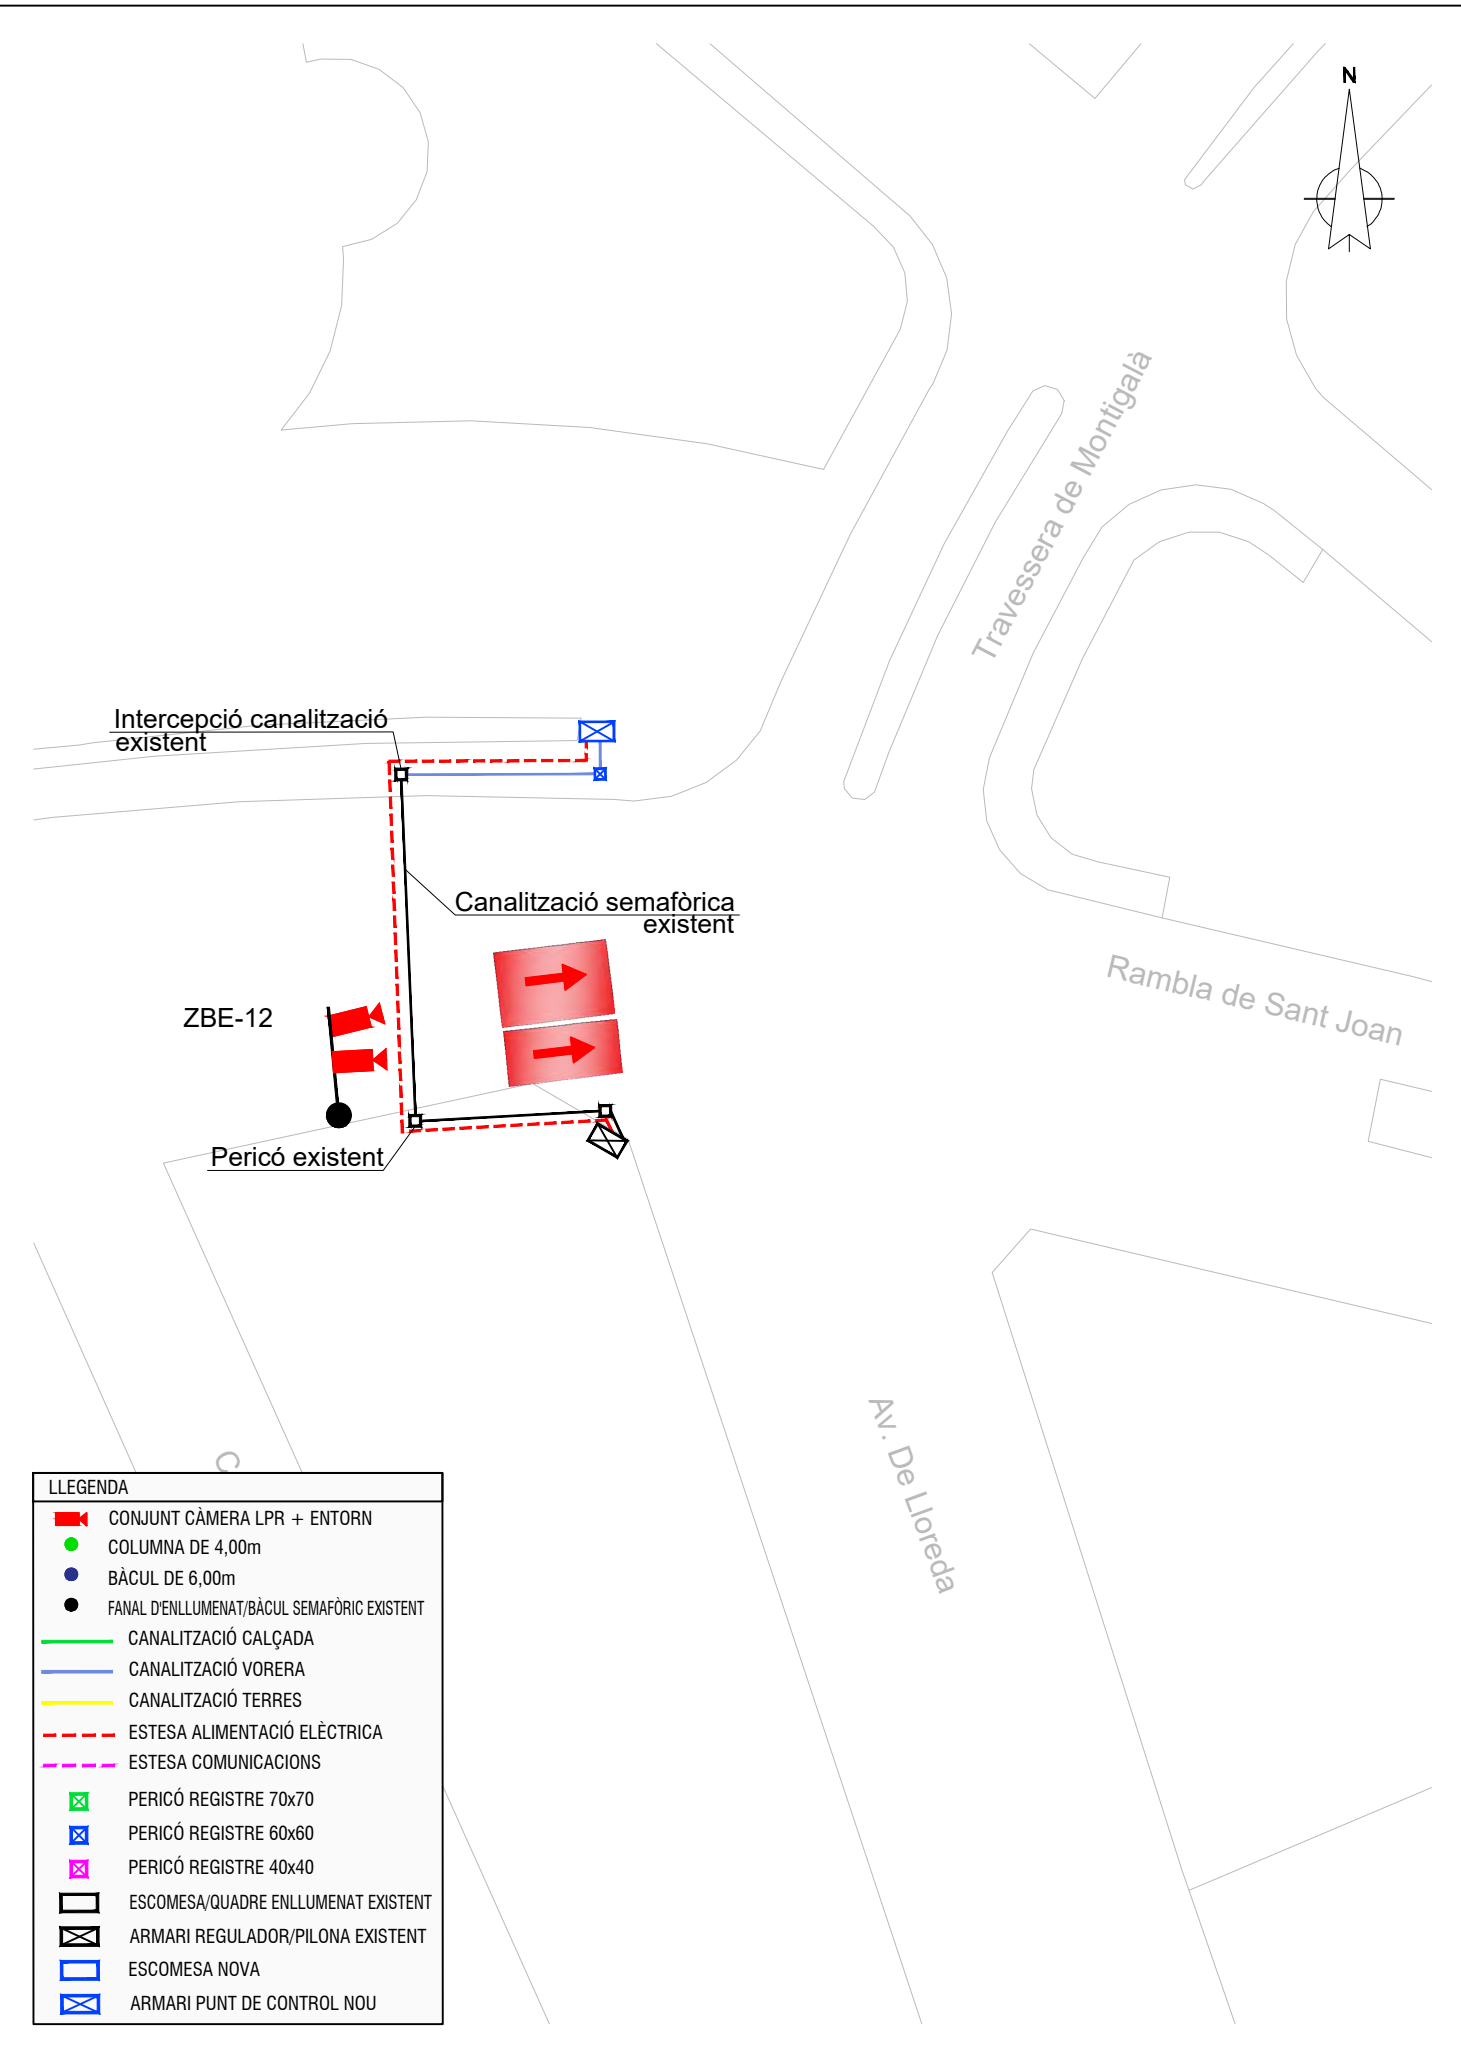 N
Travessera de Montigalà
Intercepció canalització
existent
Canalització semafòrica
existent
Rambla de Sant Joan
ZBE-12
Pericó existent
Av. De Lloreda
C
LLEGENDA
CONJUNT CÀMERA LPR + ENTORN
COLUMNA DE 4,00m
BÀCUL DE 6,00m
FANAL D'ENLLUMENAT/BÀCUL SEMAFÒRIC EXISTENT
CANALITZACIÓ CALÇADA
CANALITZACIÓ VORERA
CANALITZACIÓ TERRES
ESTESA ALIMENTACIÓ ELÈCTRICA
ESTESA COMUNICACIONS
PERICÓ REGISTRE 70x70
PERICÓ REGISTRE 60x60
PERICÓ REGISTRE 40x40
ESCOMESA/QUADRE ENLLUMENAT EXISTENT
ARMARI REGULADOR/PILONA EXISTENT
ESCOMESA NOVA
ARMARI PUNT DE CONTROL NOU